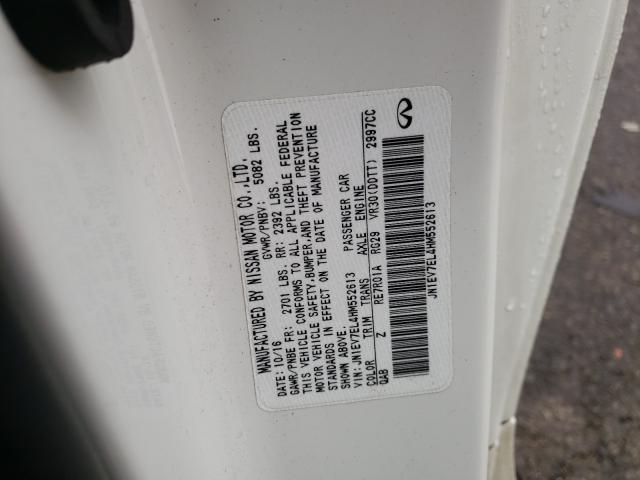 MANUFACTURED BY NISSAN MOTOR CO.,LTD.
DATE: 10/16 GVWR/PNBV: 5082 LBS.
GAWR/PNBE FR: 2701 LBS. RR: 2392 LBS.
THIS VEHICLE CONFORMS TO ALL APPLICABLE FEDERAL
MOTOR VEHICLE SAFETY,BUMPER,AND THEFT PREVENTION
STANDARDS IN EFFECT ON THE DATE OF MANUFACTURE
SHOWN ABOVE.
VIN: JN1EV7EL4HM552613 PASSENGER CAR
COLOR TRIM TRANS AXLE ENGINE
QAB Z RE7R01A RG29 VR30(DDTT) 2997CC
JN1EV7EL4HM552613